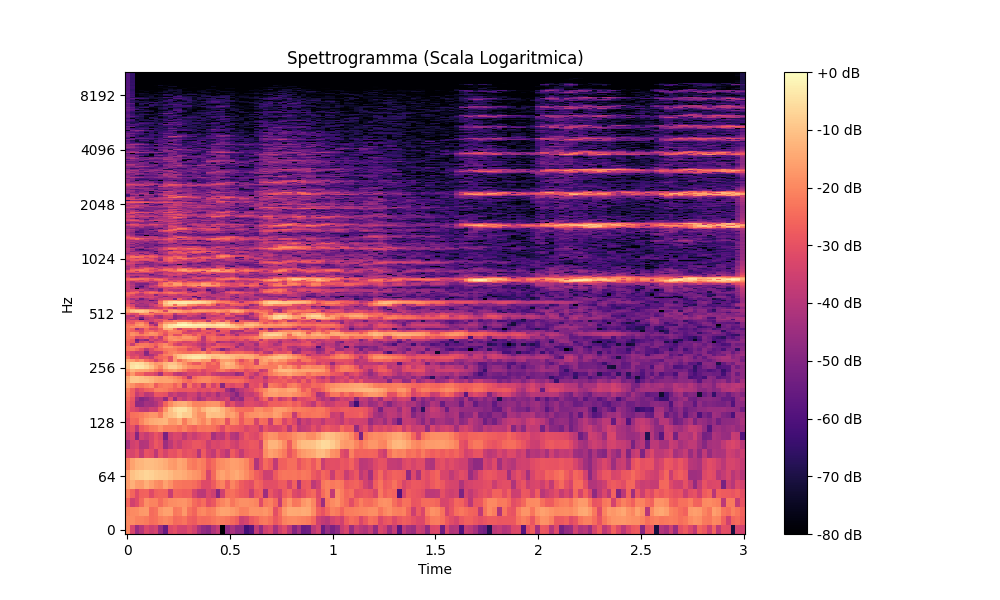 Spettrogramma (Scala Logaritmica)
+0 dB
8192
-10 dB
4096
-20 dB
2048
-30 dB
1024
-40 dB
Hz
512
-50 dB
256
-60 dB
128
-70 dB
64
0
-80 dB
0 0.5 1 1.5 2 2.5 3
Time